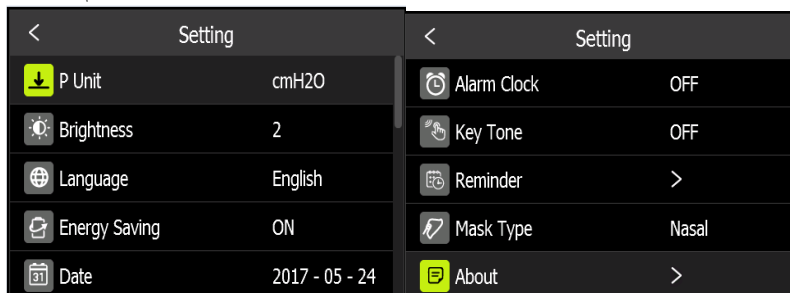 Setting
P Unit cmH2O
Brightness 2
Language English
Energy Saving ON
31 Date 2017 - 05 - 24
Setting
Alarm Clock OFF
Key Tone OFF
Reminder >
Mask Type Nasal
About >